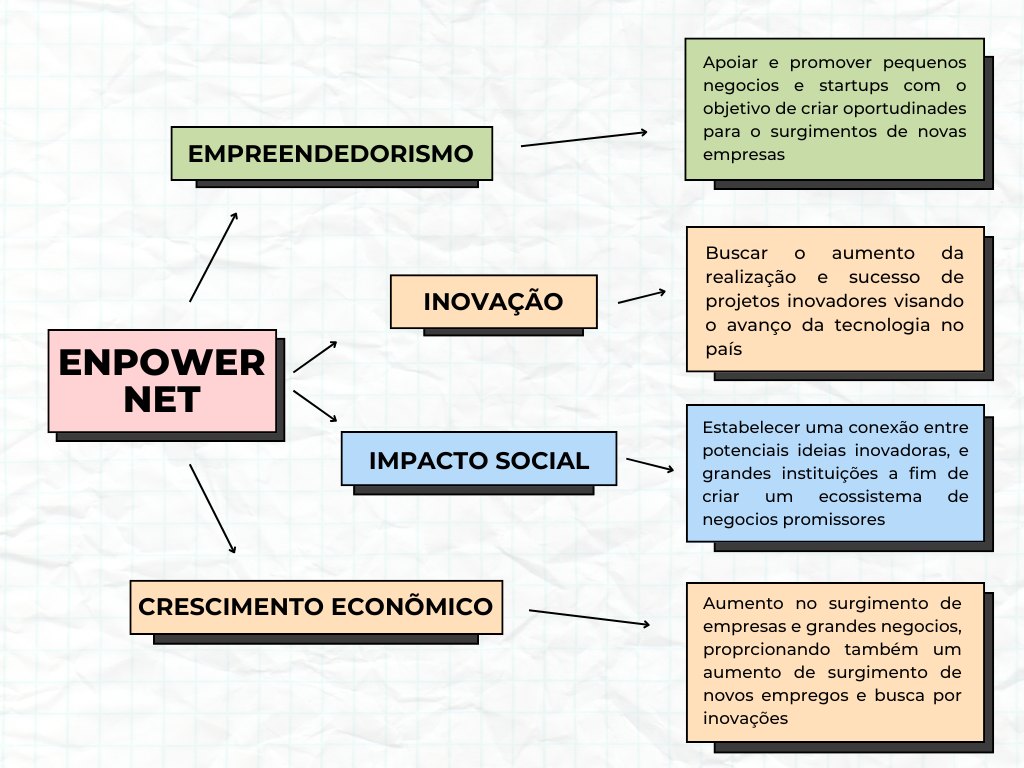 EMPREENDEDORISMO
Apoiar e promover pequenos
negocios e startups com o
objetivo de criar oportudinades
para o surgimentos de novas
empresas
INOVAÇÃO
Buscar o aumento da
realização e sucesso de
projetos inovadores visando
o avanço da tecnologia no
país
ENPOWER
NET
IMPACTO SOCIAL
Estabelecer uma conexão entre
potenciais ideias inovadoras, e
grandes instituições a fim de
criar um ecossistema de
negocios promissores
CRESCIMENTO ECONÕMICO
Aumento no surgimento de
empresas e grandes negocios,
proprcionando também um
aumento de surgimento de
novos empregos e busca por
inovações